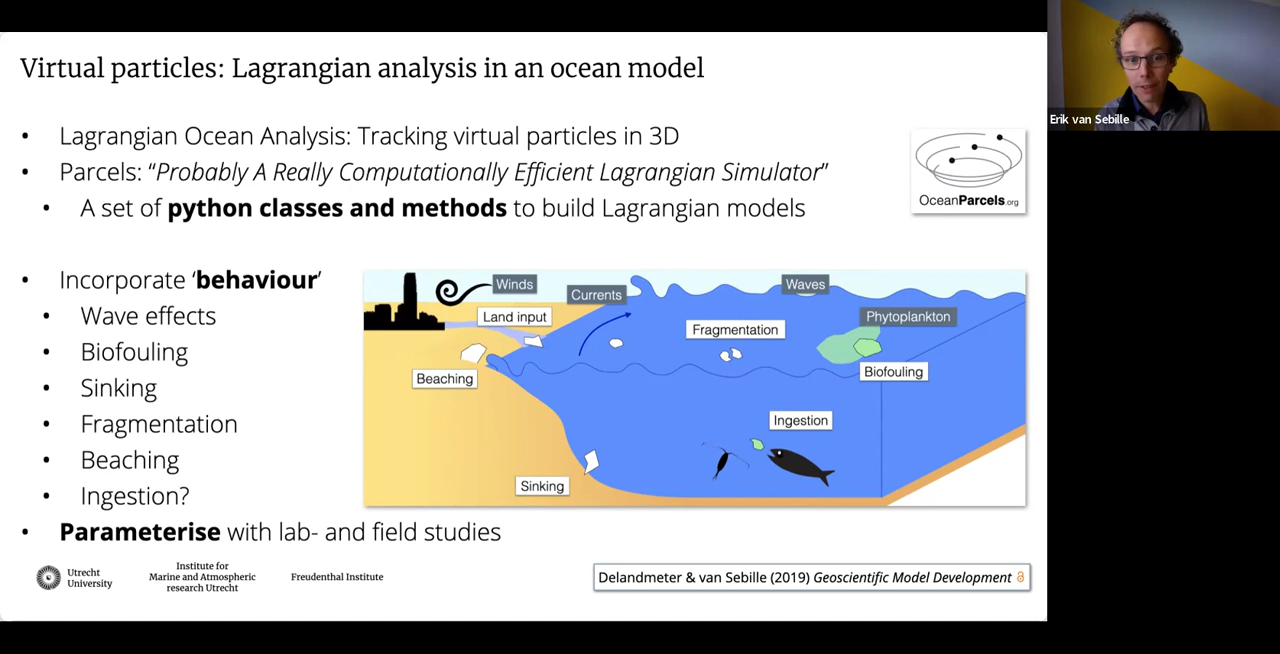 Virtual particles: Lagrangian analysis in an ocean model
Erik van Sebille
• Lagrangian Ocean Analysis: Tracking virtual particles in 3D
• Parcels: “Probably A Really Computationally Efficient Lagrangian Simulator”
• A set of python classes and methods to build Lagrangian models
OceanParcels.org
• Incorporate ‘behaviour’
• Wave effects
• Biofouling
• Sinking
• Fragmentation
• Beaching
• Ingestion?
• Parameterise with lab- and field studies
Winds
Currents
Waves
Land input
Phytoplankton
Fragmentation
Beaching
Biofouling
Ingestion
Sinking
Utrecht
University
Institute for
Marine and Atmospheric
research Utrecht
Freudenthal Institute
Delandmeter & van Sebille (2019) Geoscientific Model Development